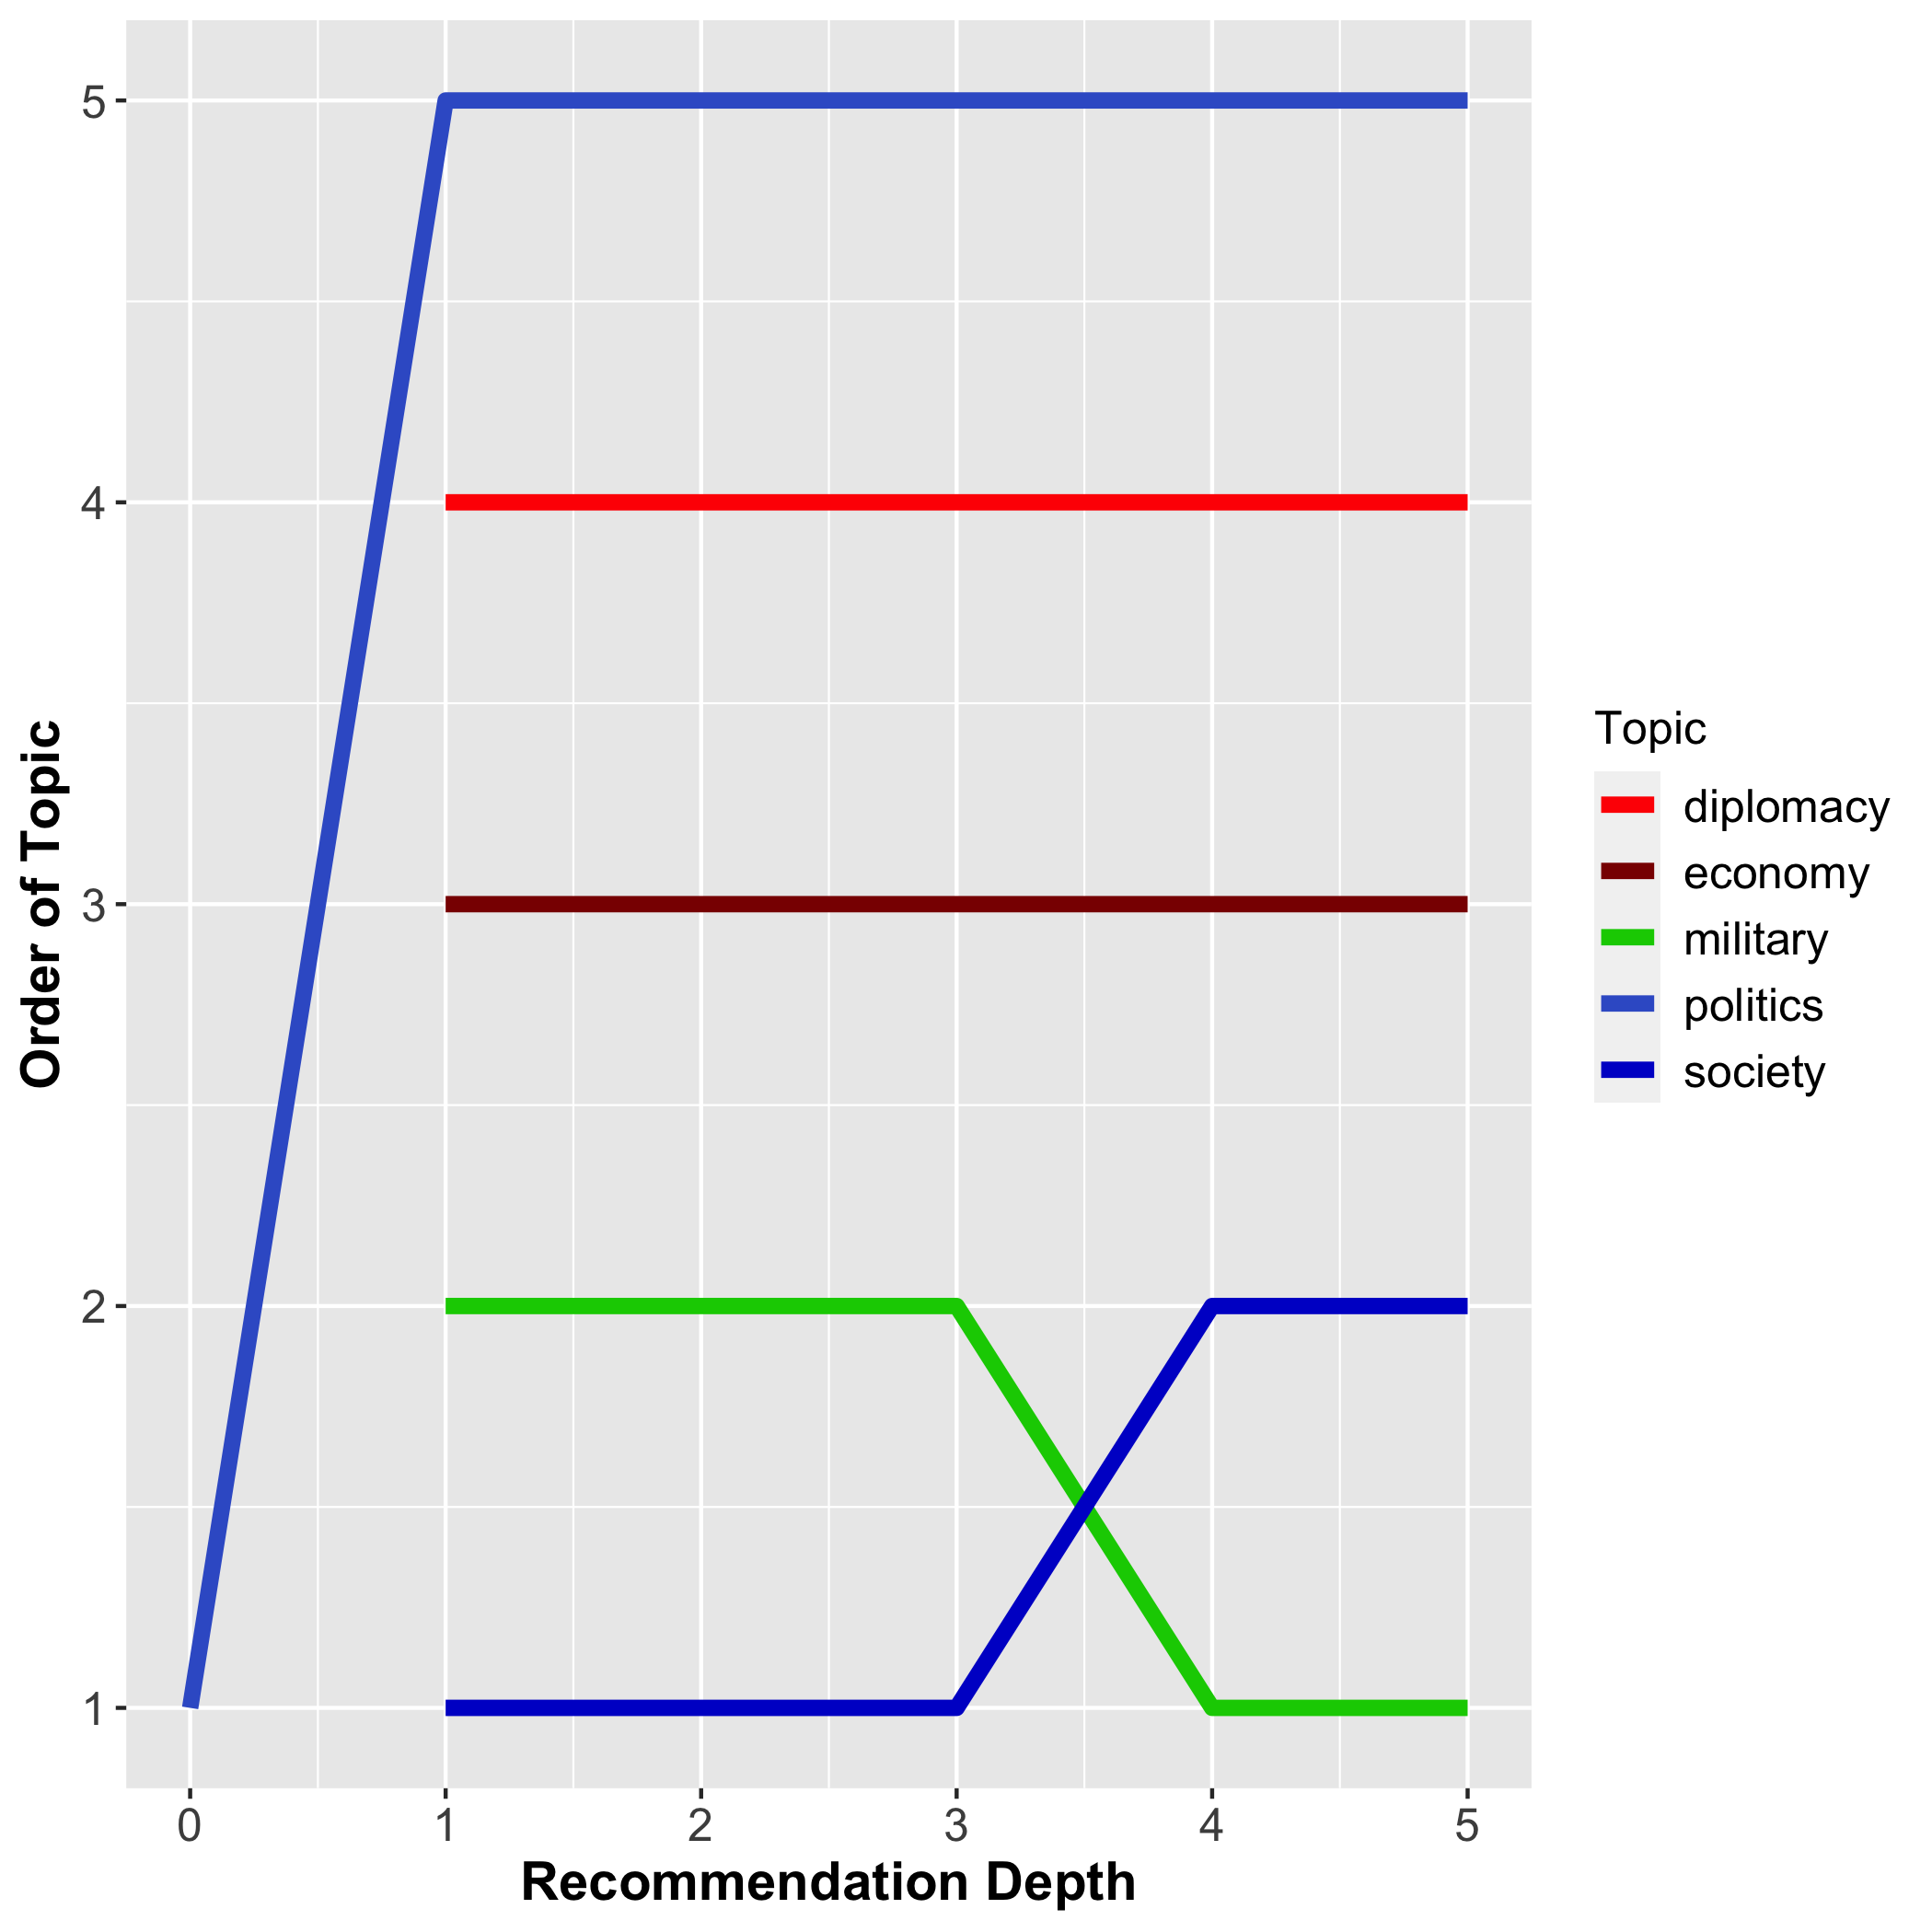 5
4
3
2
1
Order of Topic
0 1 2 3 4 5
Recommendation Depth
Topic
diplomacy
economy
military
politics
society